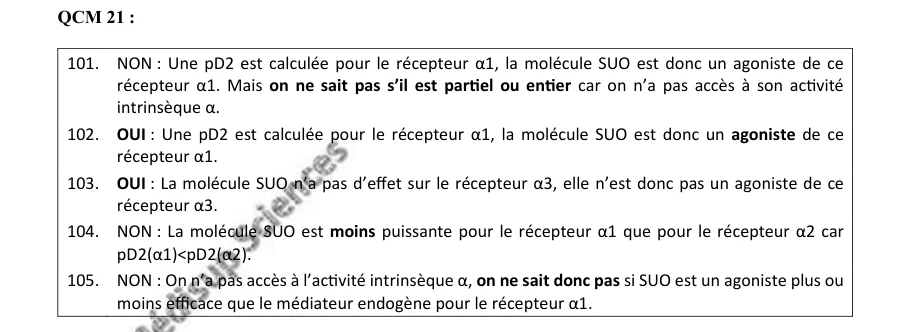 QCM 21 :
101. NON : Une pD2 est calculée pour le récepteur α1, la molécule SUO est donc un agoniste de ce
récepteur α1. Mais on ne sait pas s’il est partiel ou entier car on n’a pas accès à son activité
intrinsèque α.
102. OUI : Une pD2 est calculée pour le récepteur α1, la molécule SUO est donc un agoniste de ce
récepteur α1.
103. OUI : La molécule SUO n’a pas d’effet sur le récepteur α3, elle n’est donc pas un agoniste de ce
récepteur α3.
104. NON : La molécule SUO est moins puissante pour le récepteur α1 que pour le récepteur α2 car
pD2(α1)<pD2(α2).
105. NON : On n’a pas accès à l’activité intrinsèque α, on ne sait donc pas si SUO est un agoniste plus ou
moins efficace que le médiateur endogène pour le récepteur α1.
Médisup Sciences